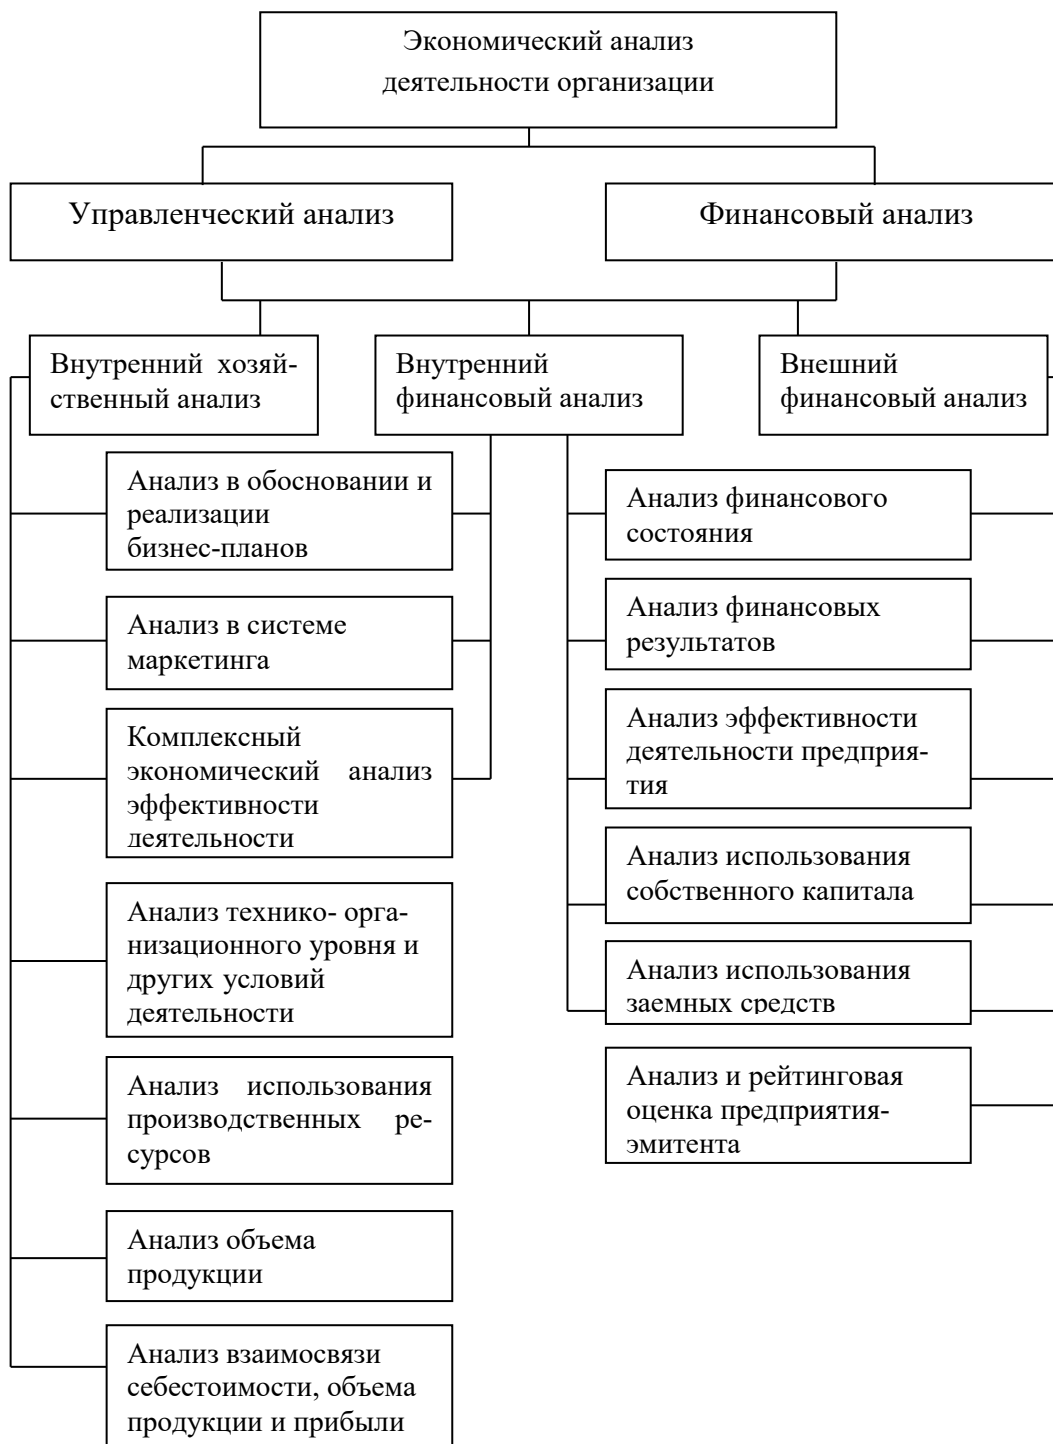 Экономический анализ
деятельности организации
Управленческий анализ
Финансовый анализ
Внутренний хозяй-
ственный анализ
Внутренний
финансовый анализ
Внешний
финансовый анализ
Анализ в обосновании и
реализации
бизнес-планов
Анализ в системе
маркетинга
Комплексный
экономический анализ
эффективности
деятельности
Анализ технико- орга-
низационного уровня и
других условий
деятельности
Анализ использования
производственных ре-
сурсов
Анализ объема
продукции
Анализ взаимосвязи
себестоимости, объема
продукции и прибыли
Анализ финансового
состояния
Анализ финансовых
результатов
Анализ эффективности
деятельности предприя-
тия
Анализ использования
собственного капитала
Анализ использования
заемных средств
Анализ и рейтинговая
оценка предприятия-
эмитента